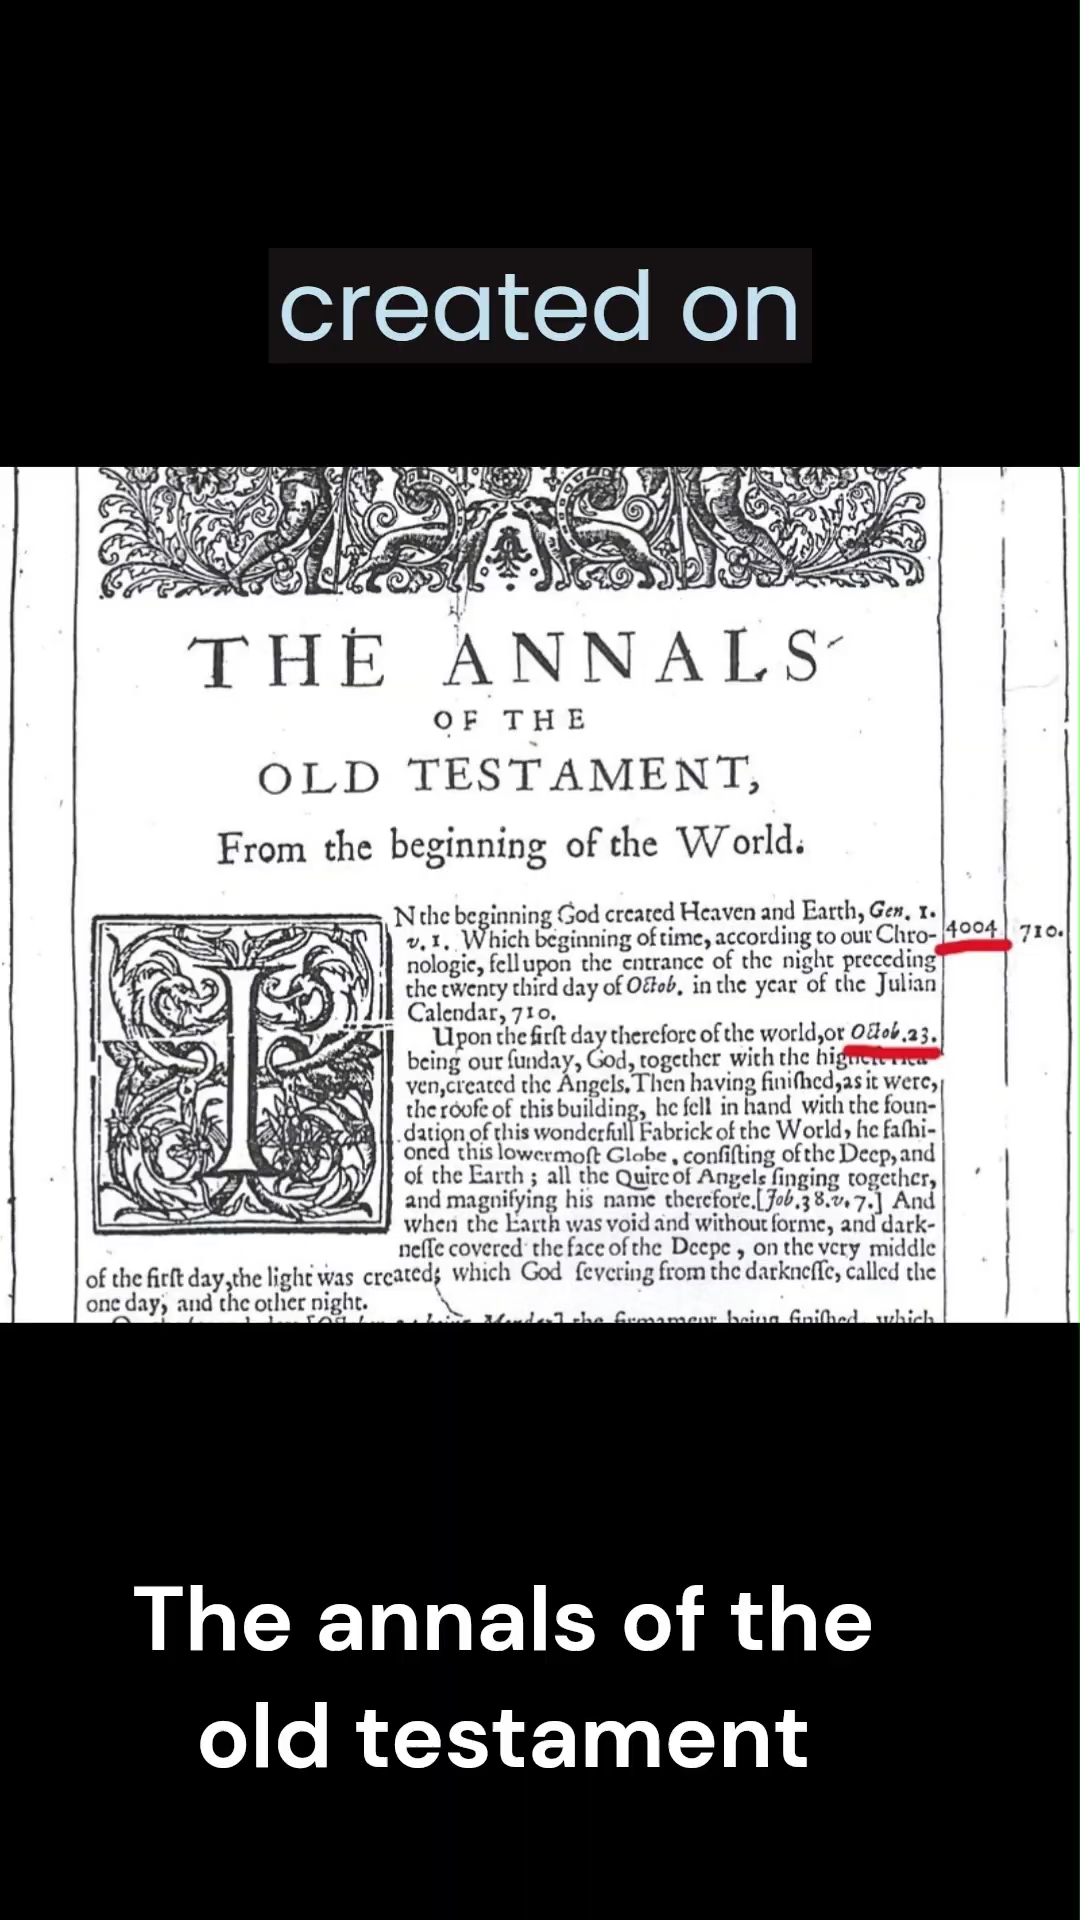 created on
THE ANNALS
OF THE
OLD TESTAMENT,
From the beginning of the World.
IN the beginning God created Heaven and Earth, Gen. 1.
v. 1. Which beginning of time, according to our Chro- 4004 710.
nologie, fell upon the entrance of the night preceding
the twenty third day of Octob. in the year of the Julian
Calendar, 710.
Upon the firſt day therefore of the world, or Octob. 23.
being our ſunday, God, together with the higheſt Hea
ven, created the Angels. Then having finiſhed, as it were,
the roofe of this building, he fell in hand with the foun-
dation of this wonderfull Fabrick of the World, he faſhi-
oned this lowermoſt Globe, conſiſting of the Deep, and
of the Earth; all the Quire of Angels ſinging together,
and magnifying his name therefore. [Job. 38. v. 7.] And
when the Earth was void and without forme, and dark-
neſſe covered the face of the Deepe, on the very middle
of the firſt day, the light was created; which God ſevering from the darkneſſe, called the
one day, and the other night.
the firmament being finiſhed, which
The annals of the
old testament